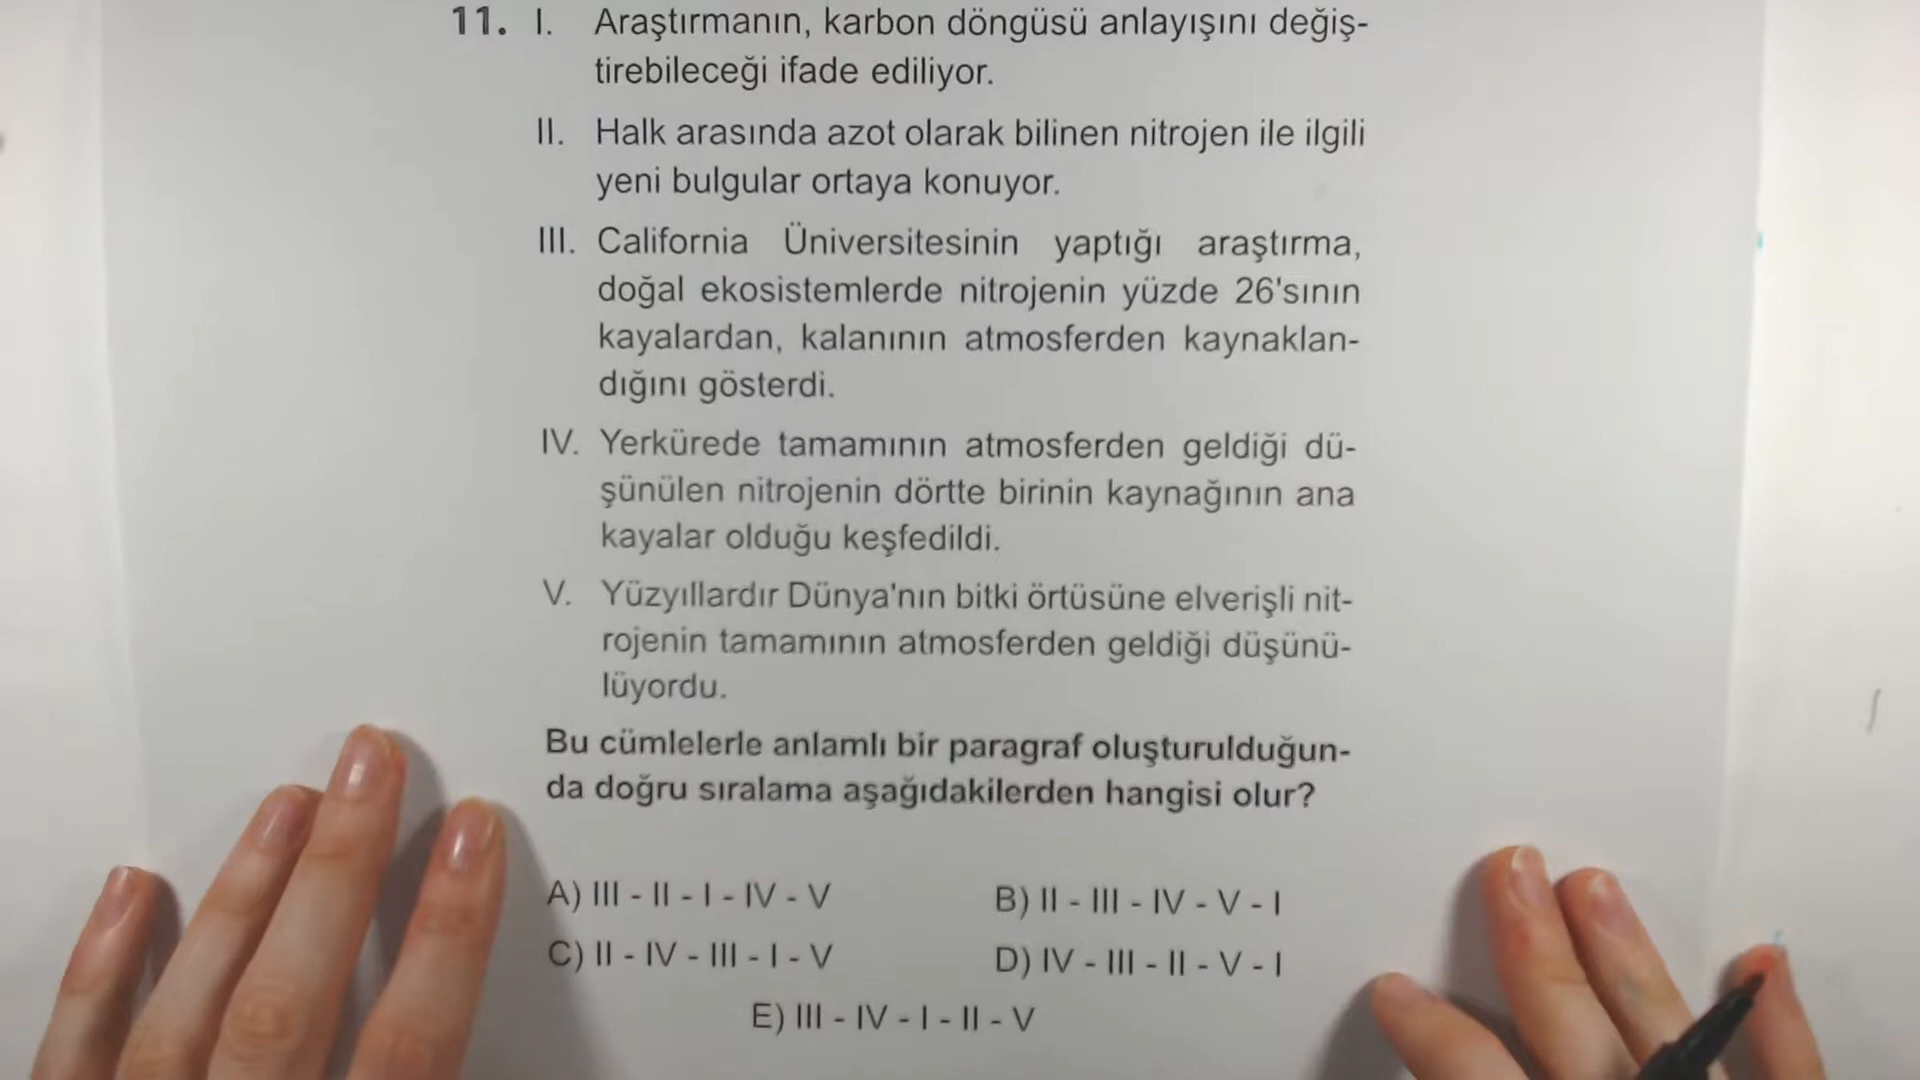 11. I. Araştırmanın, karbon döngüsü anlayışını değiş-
tirebileceği ifade ediliyor.
II. Halk arasında azot olarak bilinen nitrojen ile ilgili
yeni bulgular ortaya konuyor.
III. California Üniversitesinin yaptığı araştırma,
doğal ekosistemlerde nitrojenin yüzde 26'sının
kayalardan, kalanının atmosferden kaynaklan-
dığını gösterdi.
IV. Yerkürede tamamının atmosferden geldiği dü-
şünülen nitrojenin dörtte birinin kaynağının ana
kayalar olduğu keşfedildi.
V. Yüzyıllardır Dünya'nın bitki örtüsüne elverişli nit-
rojenin tamamının atmosferden geldiği düşünü-
lüyordu.
Bu cümlelerle anlamlı bir paragraf oluşturulduğun-
da doğru sıralama aşağıdakilerden hangisi olur?
A) III - II - I - IV - V
B) II - III - IV - V - I
C) II - IV - III - I - V
D) IV - III - II - V - I
E) III - IV - I - II - V